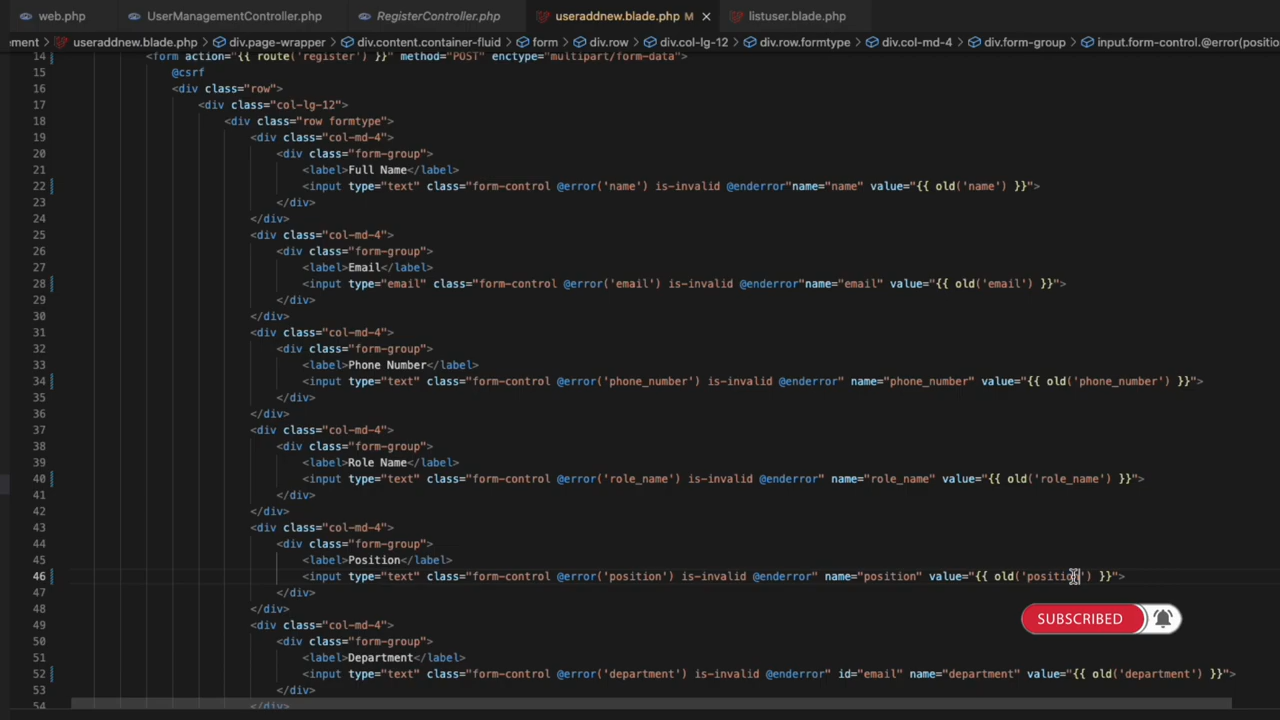 web.php UserManagementController.php RegisterController.php useraddnew.blade.php M × listuser.blade.php
ement > useraddnew.blade.php > div.page-wrapper > div.content.container-fluid > form > div.row > div.col-lg-12 > div.row.formtype > div.col-md-4 > div.form-group > input.form-control.@error(positio
14 <form action="{{ route('register') }}" method="POST" enctype="multipart/form-data">
15 @csrf
16 <div class="row">
17 <div class="col-lg-12">
18 <div class="row formtype">
19 <div class="col-md-4">
20 <div class="form-group">
21 <label>Full Name</label>
22 <input type="text" class="form-control @error('name') is-invalid @enderror"name="name" value="{{ old('name') }}">
23 </div>
24 </div>
25 <div class="col-md-4">
26 <div class="form-group">
27 <label>Email</label>
28 <input type="email" class="form-control @error('email') is-invalid @enderror"name="email" value="{{ old('email') }}">
29 </div>
30 </div>
31 <div class="col-md-4">
32 <div class="form-group">
33 <label>Phone Number</label>
34 <input type="text" class="form-control @error('phone_number') is-invalid @enderror" name="phone_number" value="{{ old('phone_number') }}">
35 </div>
36 </div>
37 <div class="col-md-4">
38 <div class="form-group">
39 <label>Role Name</label>
40 <input type="text" class="form-control @error('role_name') is-invalid @enderror" name="role_name" value="{{ old('role_name') }}">
41 </div>
42 </div>
43 <div class="col-md-4">
44 <div class="form-group">
45 <label>Position</label>
46 <input type="text" class="form-control @error('position') is-invalid @enderror" name="position" value="{{ old('position') }}">
47 </div>
48 </div>
SUBSCRIBED
49 <div class="col-md-4">
50 <div class="form-group">
51 <label>Department</label>
52 <input type="text" class="form-control @error('department') is-invalid @enderror" id="email" name="department" value="{{ old('department') }}">
53 </div>
54 </div>